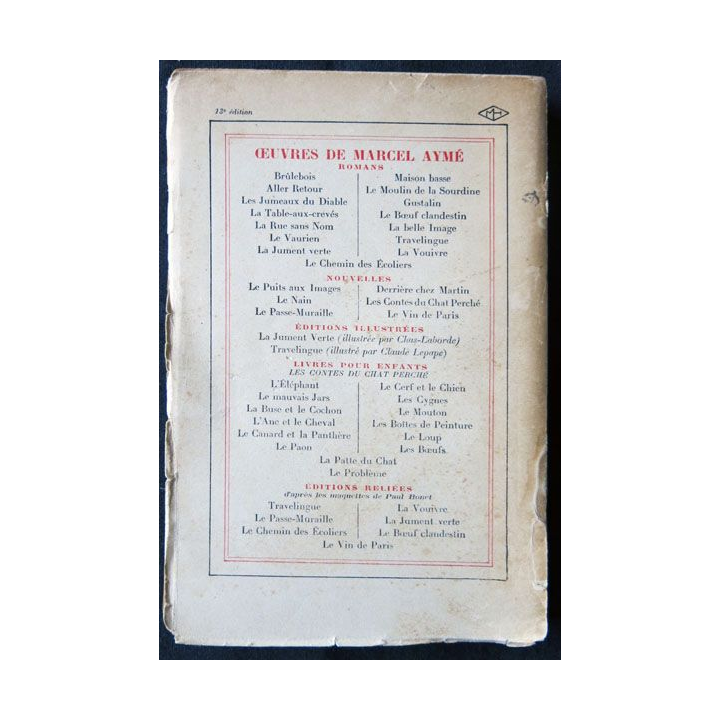 13e édition
MH
ŒUVRES DE MARCEL AYMÉ
ROMANS
Brûlebois
Maison basse
Aller Retour
Le Moulin de la Sourdine
Les Jumeaux du Diable
Gustalin
La Table-aux-crevés
Le Bœuf clandestin
La Rue sans Nom
La belle Image
Le Vaurien
Travelingue
La Jument verte
La Vouivre
Le Chemin des Écoliers
NOUVELLES
Le Puits aux Images
Derrière chez Martin
Le Nain
Les Contes du Chat Perché
Le Passe-Muraille
Le Vin de Paris
ÉDITIONS ILLUSTRÉES
La Jument Verte (illustrée par Chas-Laborde)
Travelingue (illustré par Claude Lepape)
LIVRES POUR ENFANTS
LES CONTES DU CHAT PERCHÉ
L'Éléphant
Le Cerf et le Chien
Le mauvais Jars
Les Cygnes
La Buse et le Cochon
Le Mouton
L'Ane et le Cheval
Les Boîtes de Peinture
Le Canard et la Panthère
Le Loup
Le Paon
Les Bœufs.
La Patte du Chat
Le Problème
ÉDITIONS RELIÉES
d'après les maquettes de Paul Bonet
Travelingue
La Vouivre
Le Passe-Muraille
La Jument verte
Le Chemin des Écoliers
Le Bœuf clandestin
Le Vin de Paris